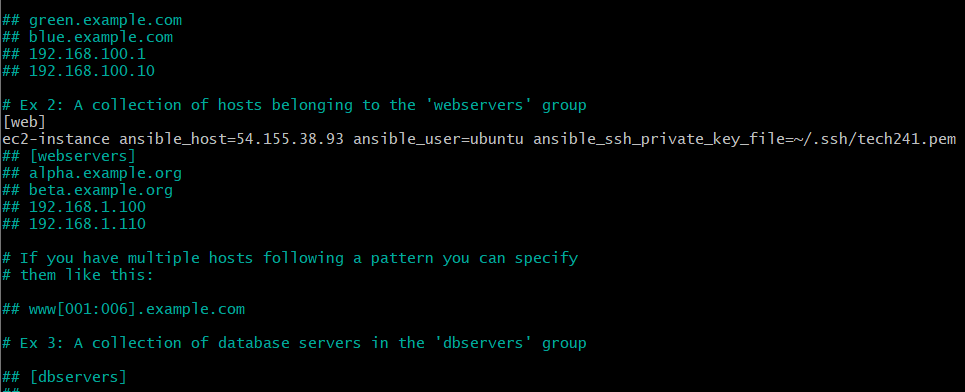 ## green.example.com
## blue.example.com
## 192.168.100.1
## 192.168.100.10
# Ex 2: A collection of hosts belonging to the 'webservers' group
[web]
ec2-instance ansible_host=54.155.38.93 ansible_user=ubuntu ansible_ssh_private_key_file=~/.ssh/tech241.pem
## [webservers]
## alpha.example.org
## beta.example.org
## 192.168.1.100
## 192.168.1.110
# If you have multiple hosts following a pattern you can specify
# them like this:
## www[001:006].example.com
# Ex 3: A collection of database servers in the 'dbservers' group
## [dbservers]
##